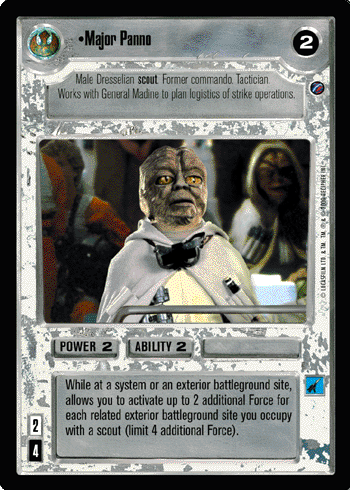 •Major Panno
2
Male Dresselian scout. Former commando. Tactician.
Works with General Madine to plan logistics of strike operations.
POWER 2 ABILITY 2
While at a system or an exterior battleground site,
allows you to activate up to 2 additional Force for
each related exterior battleground site you occupy
with a scout (limit 4 additional Force).
2
4